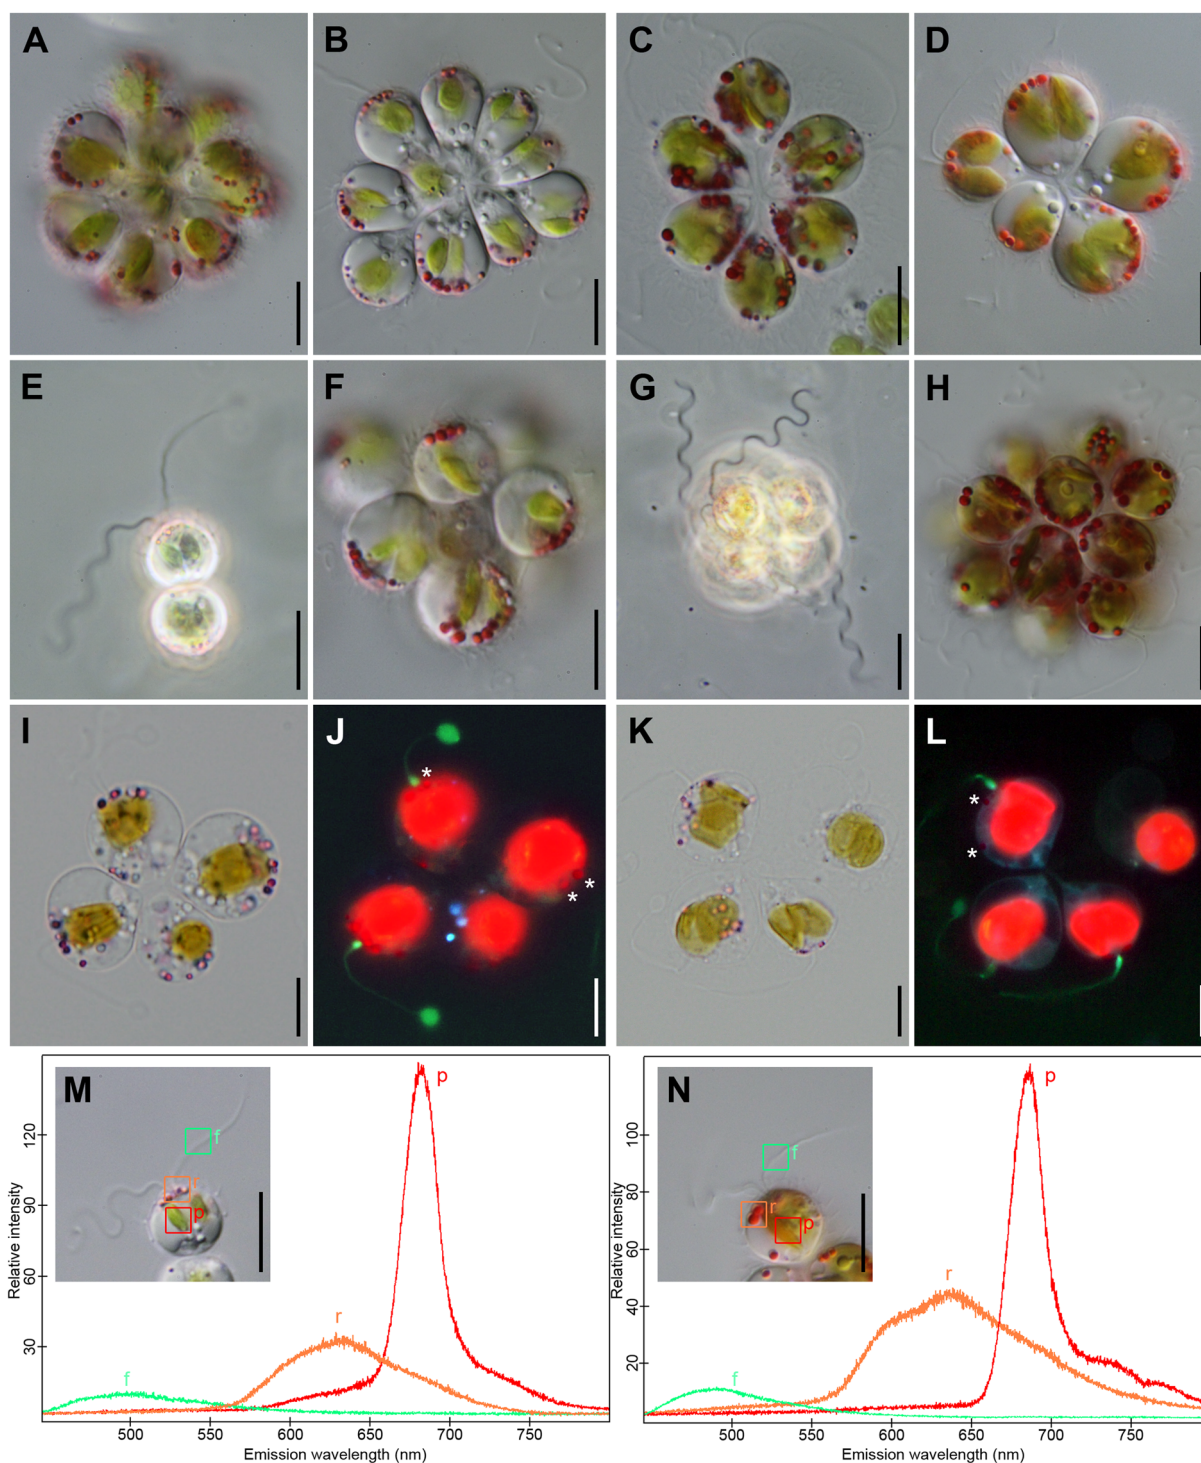 A B C D
E F G H
I J K L
* * * * *
M N
f f
r r
p p
p p
r r
f f
Relative intensity
120
90
60
30
500 550 600 650 700 750
Emission wavelength (nm)
Relative intensity
100
80
60
40
20
500 550 600 650 700 750
Emission wavelength (nm)